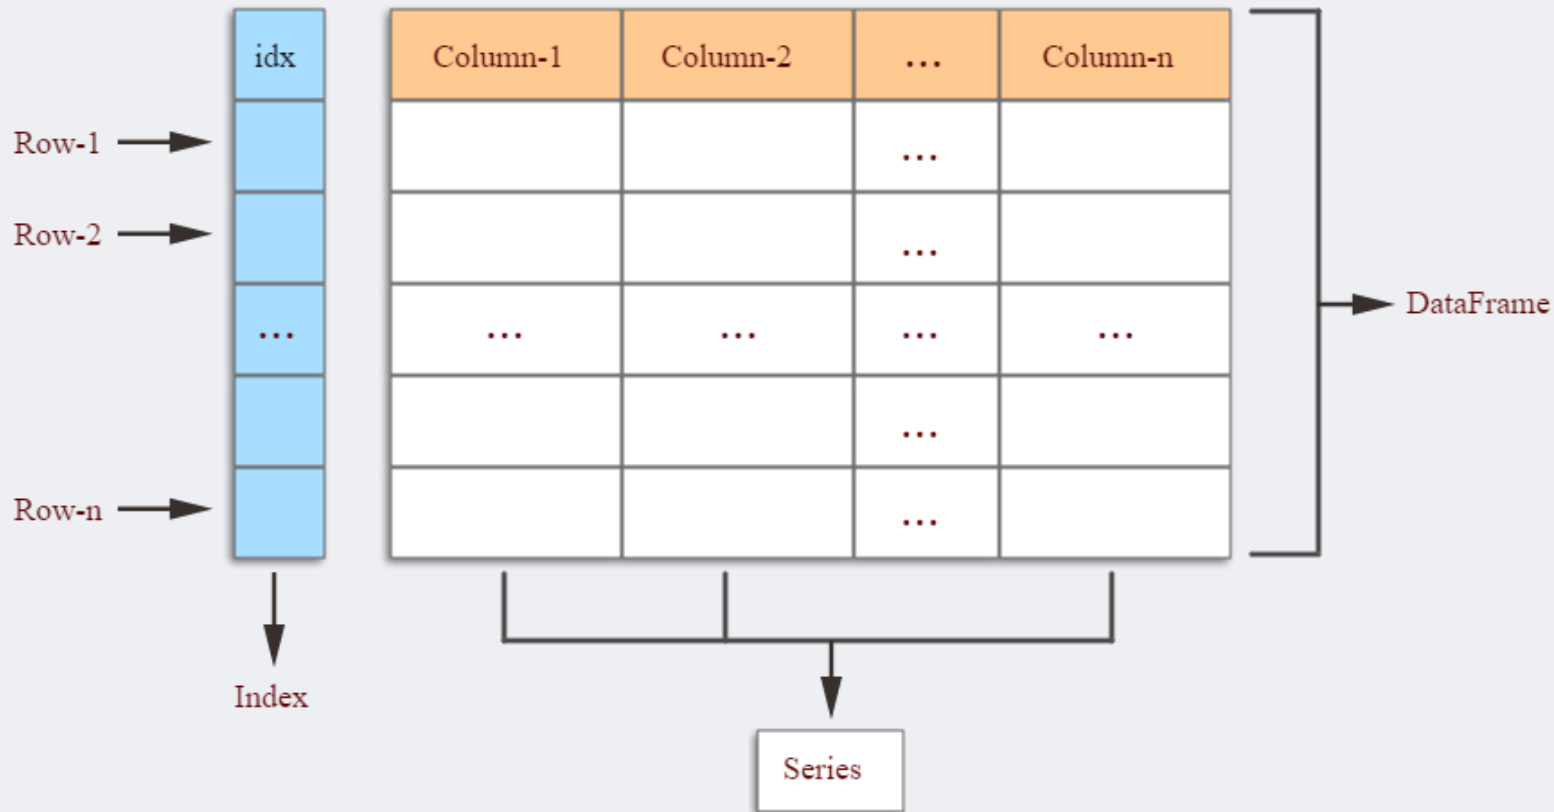 idx Column-1 Column-2 ... Column-n
Row-1 ...
Row-2 ...
... ... ... ... ...
...
Row-n ...
DataFrame
Index
Series